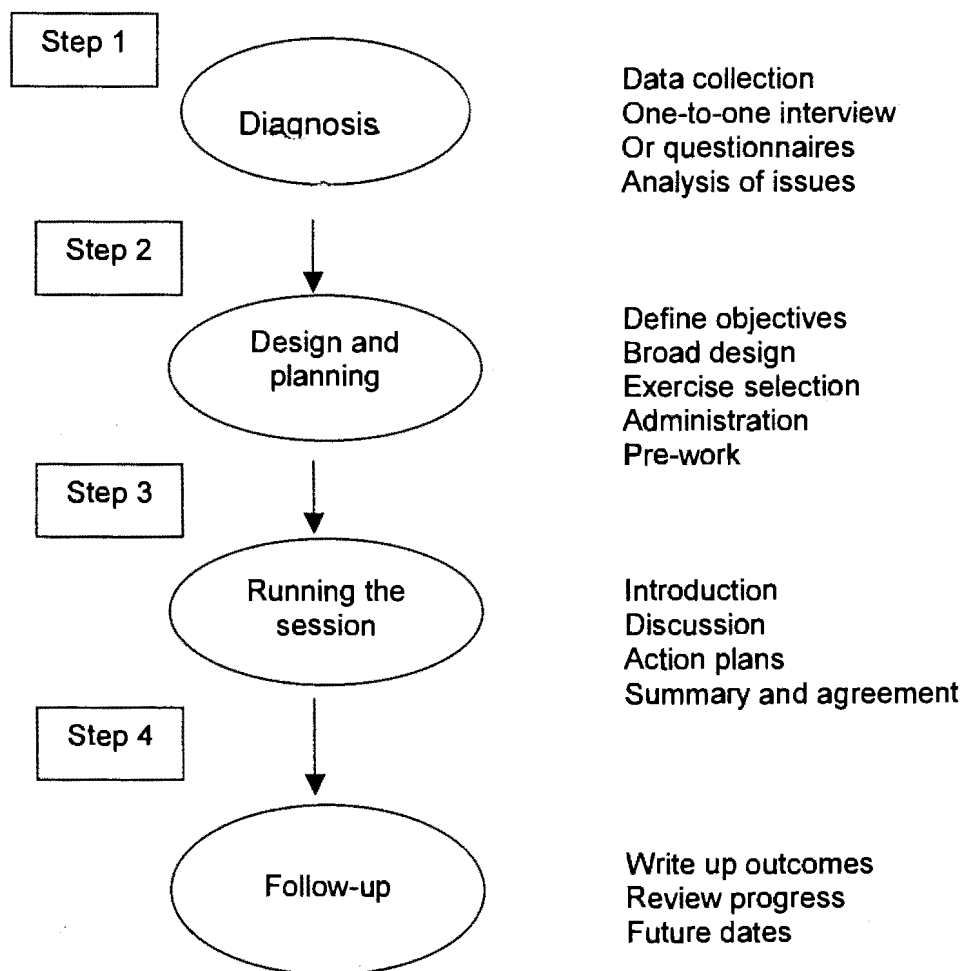 Step 1
Diagnosis
Data collection
One-to-one interview
Or questionnaires
Analysis of issues
Step 2
Design and
planning
Define objectives
Broad design
Exercise selection
Administration
Pre-work
Step 3
Running the
session
Introduction
Discussion
Action plans
Summary and agreement
Step 4
Follow-up
Write up outcomes
Review progress
Future dates